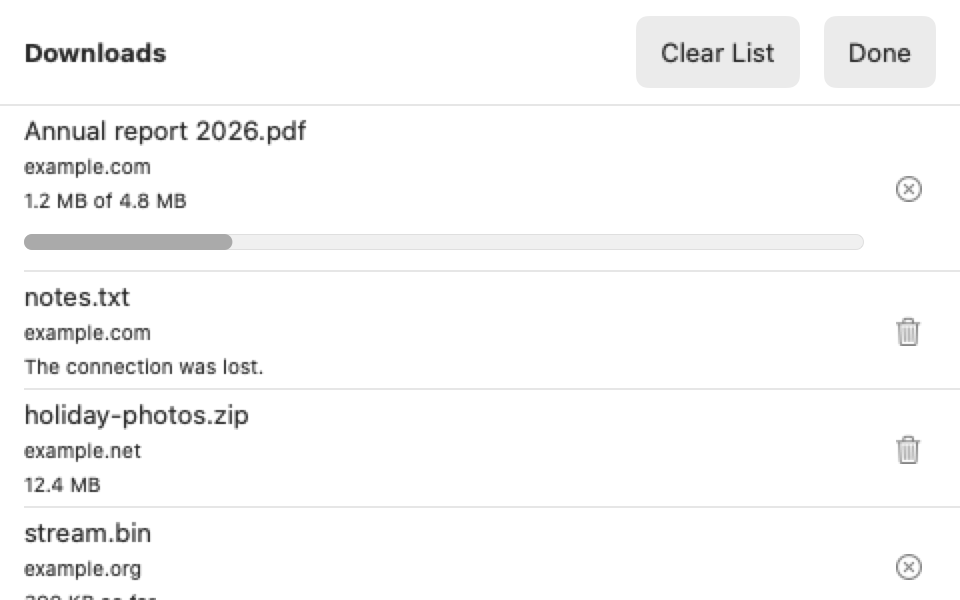 Downloads
Clear List
Done
Annual report 2026.pdf
example.com
1.2 MB of 4.8 MB
notes.txt
example.com
The connection was lost.
holiday-photos.zip
example.net
12.4 MB
stream.bin
example.org